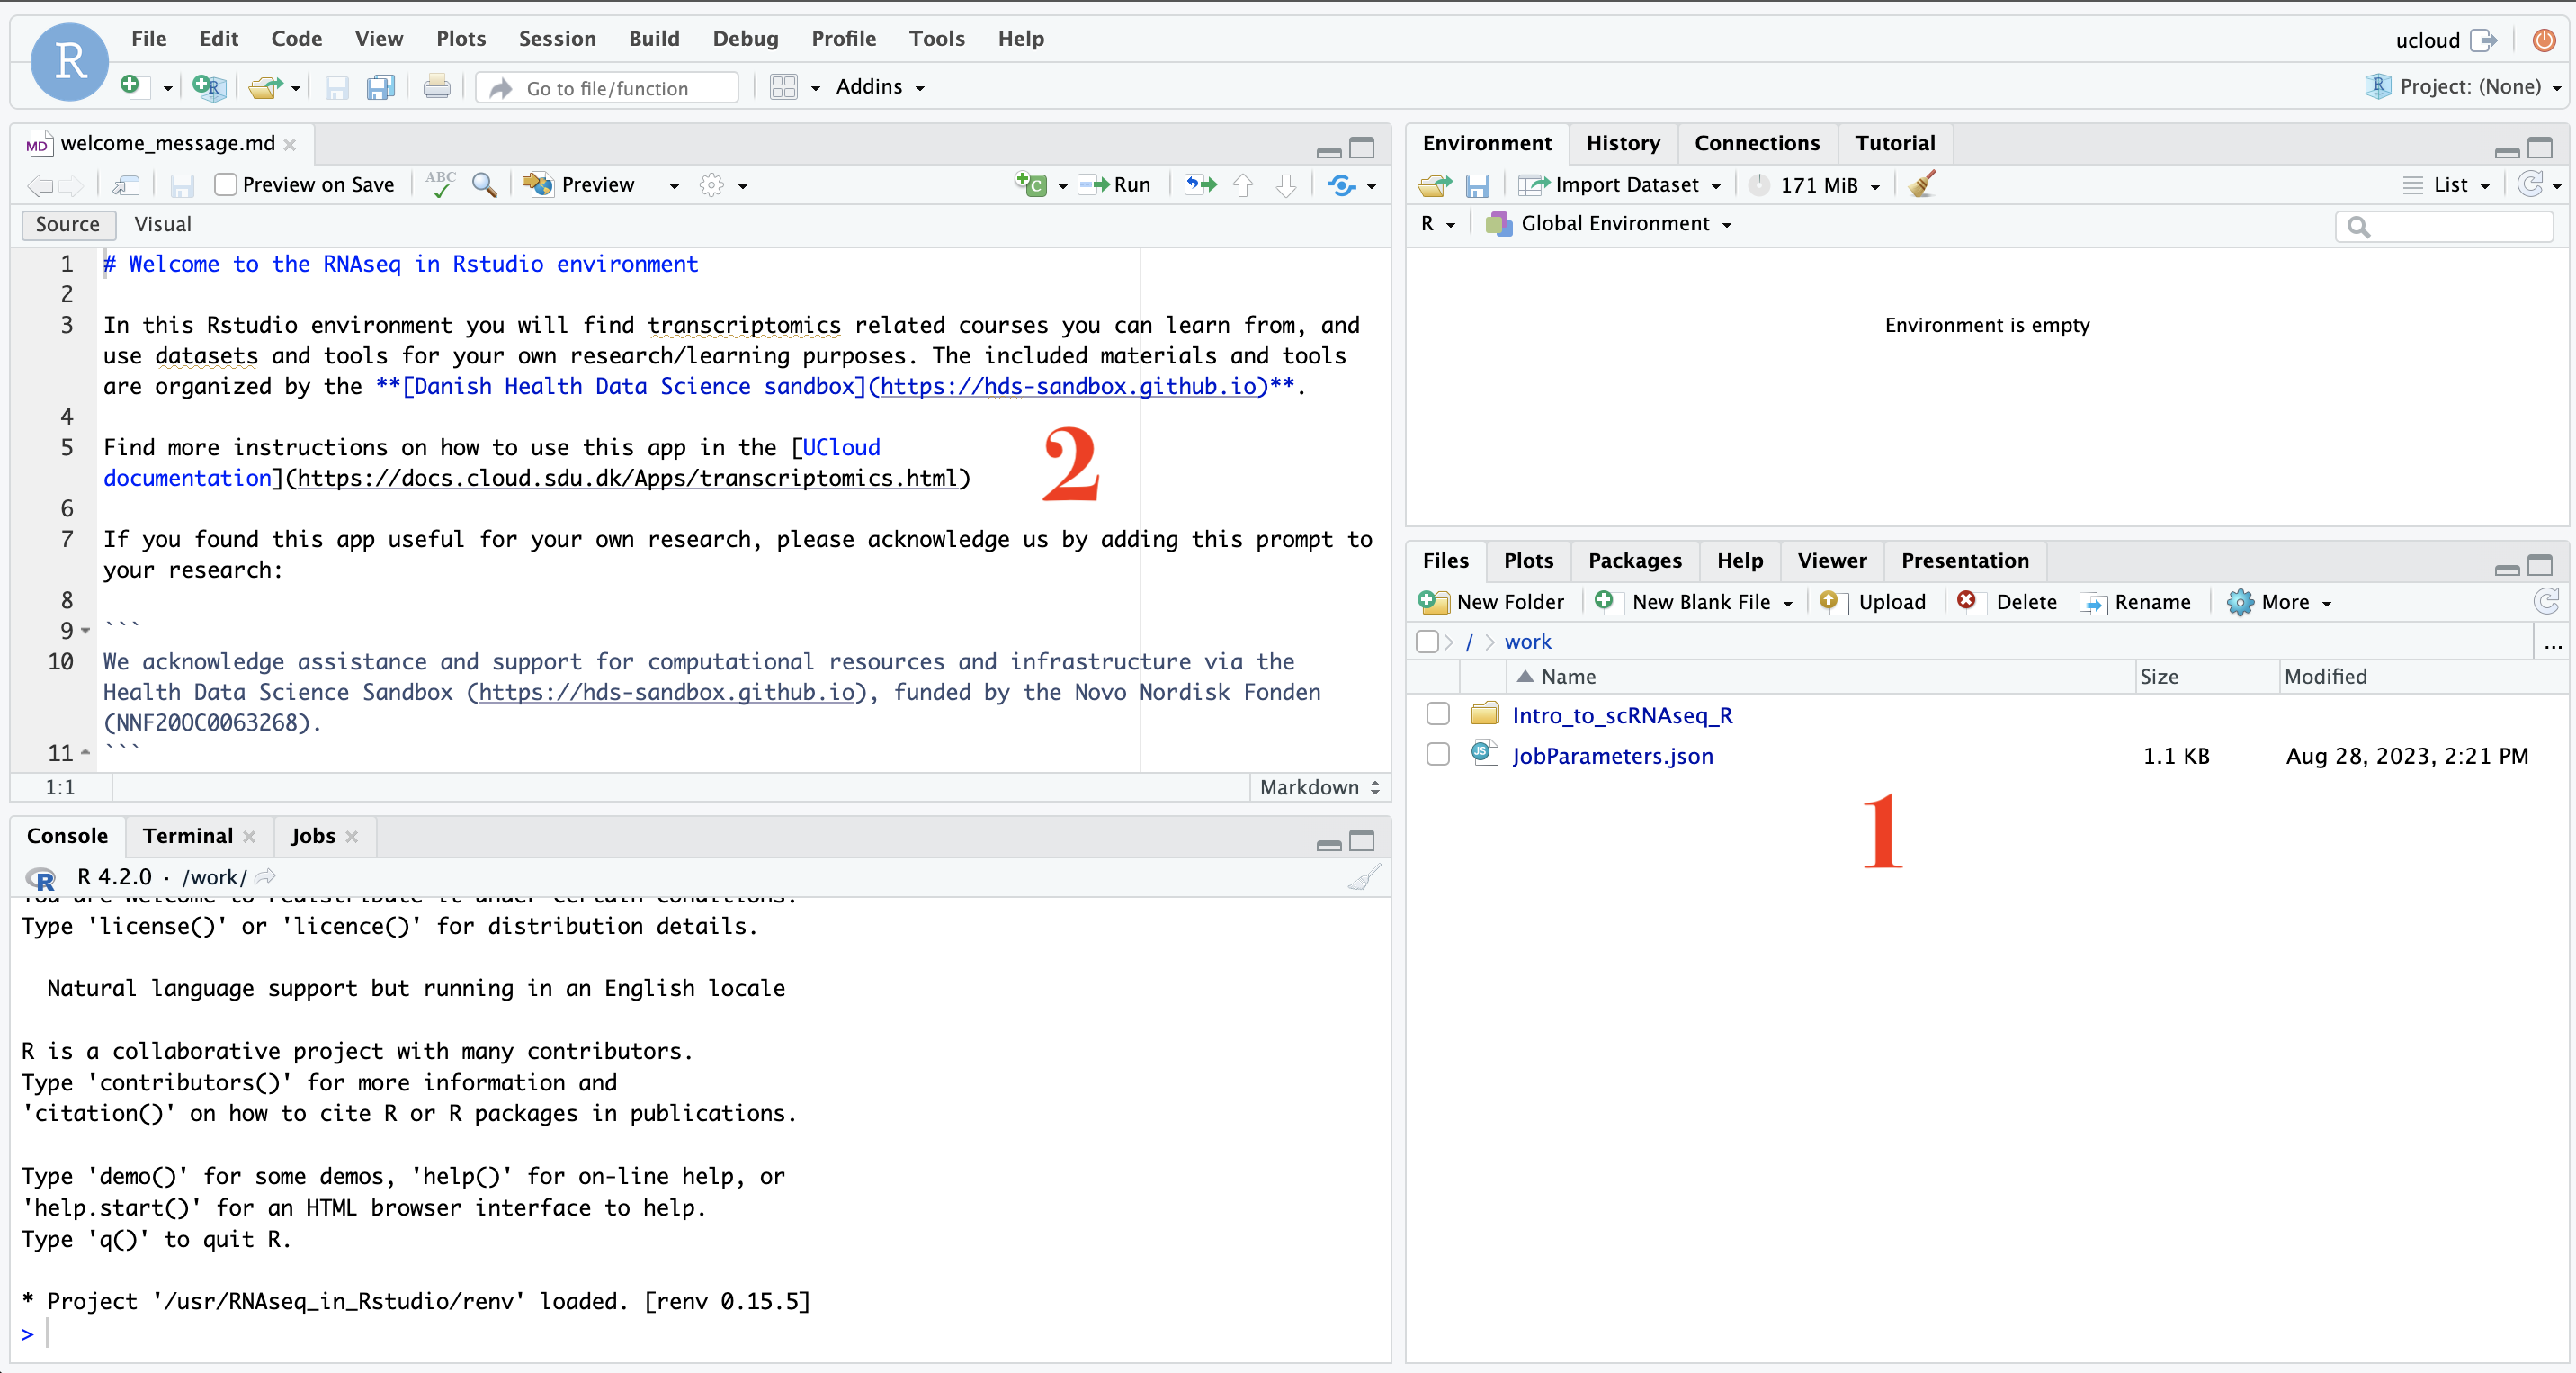 R
File Edit Code View Plots Session Build Debug Profile Tools Help
ucloud
Go to file/function
Addins
Project: (None)
MD welcome_message.md
Preview on Save
ABC
Preview
Run
Source Visual
1 # Welcome to the RNAseq in Rstudio environment
2
3 In this Rstudio environment you will find transcriptomics related courses you can learn from, and
use datasets and tools for your own research/learning purposes. The included materials and tools
are organized by the **[Danish Health Data Science sandbox](https://hds-sandbox.github.io)**.
4
5 Find more instructions on how to use this app in the [UCloud
documentation](https://docs.cloud.sdu.dk/Apps/transcriptomics.html)
2
6
7 If you found this app useful for your own research, please acknowledge us by adding this prompt to
your research:
8
9 ```
10 We acknowledge assistance and support for computational resources and infrastructure via the
Health Data Science Sandbox (https://hds-sandbox.github.io), funded by the Novo Nordisk Fonden
(NNF20OC0063268).
11 ```
1:1
Markdown
Console Terminal Jobs
R R 4.2.0 · /work/
You are welcome to redistribute it under certain conditions.
Type 'license()' or 'licence()' for distribution details.
Natural language support but running in an English locale
R is a collaborative project with many contributors.
Type 'contributors()' for more information and
'citation()' on how to cite R or R packages in publications.
Type 'demo()' for some demos, 'help()' for on-line help, or
'help.start()' for an HTML browser interface to help.
Type 'q()' to quit R.
* Project '/usr/RNAseq_in_Rstudio/renv' loaded. [renv 0.15.5]
>
Environment History Connections Tutorial
Import Dataset 171 MiB List
R Global Environment
Environment is empty
Files Plots Packages Help Viewer Presentation
New Folder New Blank File Upload Delete Rename More
/ work
...
Name Size Modified
Intro_to_scRNAseq_R
JS JobParameters.json 1.1 KB Aug 28, 2023, 2:21 PM
1